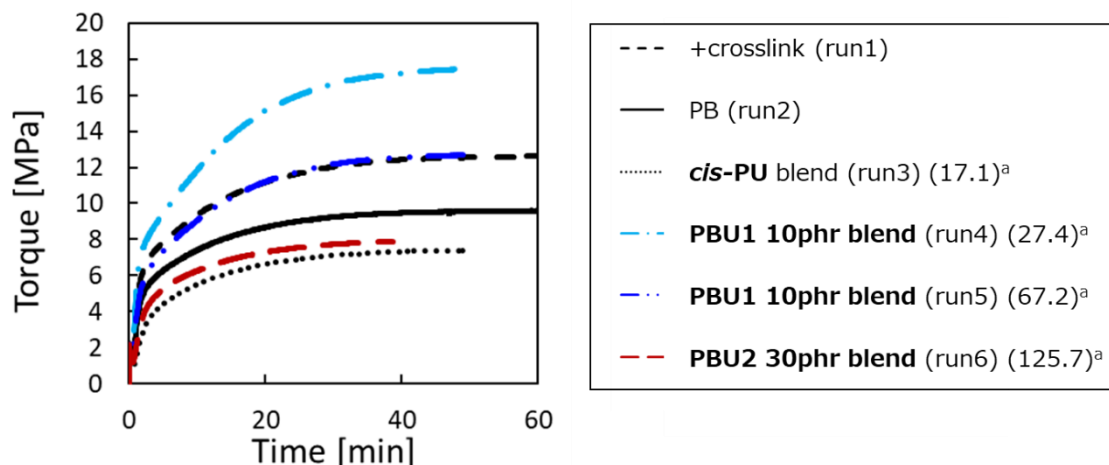 20
18
16
14
12
10
8
6
4
2
0
Torque [MPa]
0 20 40 60
Time [min]
+crosslink (run1)
PB (run2)
cis-PU blend (run3) (17.1)ᵃ
PBU1 10phr blend (run4) (27.4)ᵃ
PBU1 10phr blend (run5) (67.2)ᵃ
PBU2 30phr blend (run6) (125.7)ᵃ